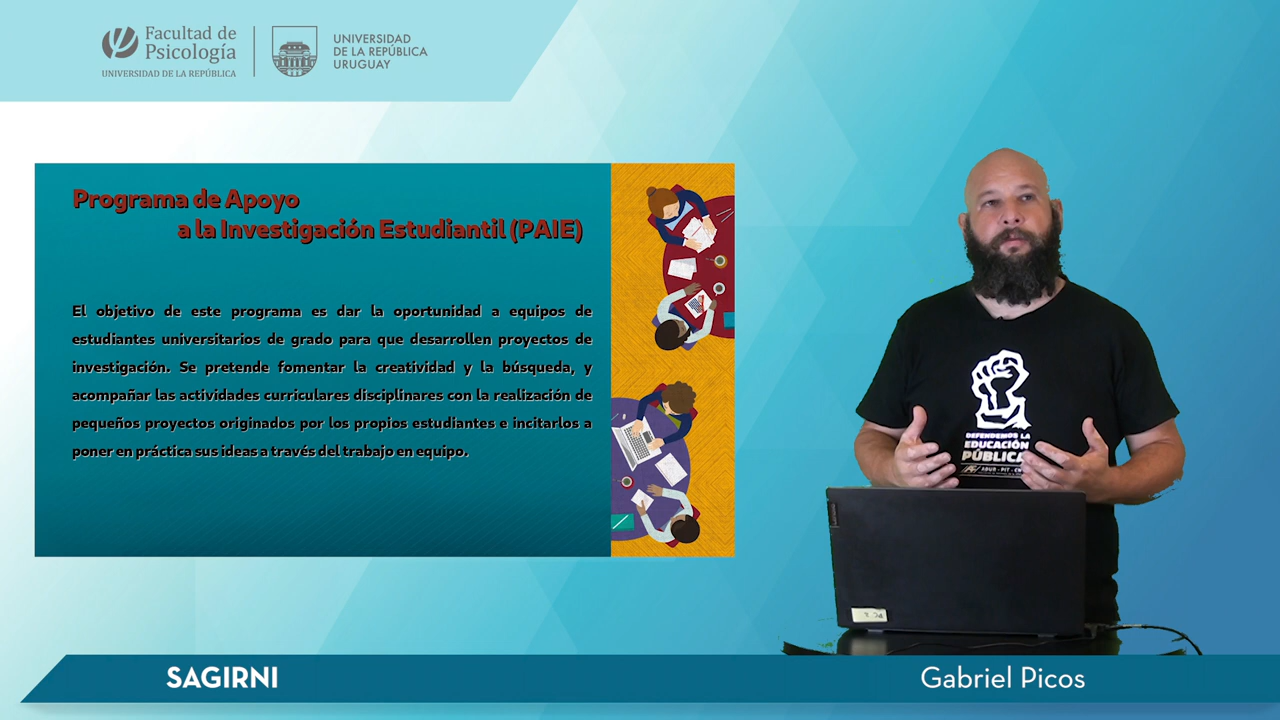 Facultad de
Psicología
UNIVERSIDAD DE LA REPÚBLICA
UNIVERSIDAD
DE LA REPÚBLICA
URUGUAY
Programa de Apoyo
a la Investigación Estudiantil (PAIE)
El objetivo de este programa es dar la oportunidad a equipos de
estudiantes universitarios de grado para que desarrollen proyectos de
investigación. Se pretende fomentar la creatividad y la búsqueda, y
acompañar las actividades curriculares disciplinares con la realización de
pequeños proyectos originados por los propios estudiantes e incitarlos a
poner en práctica sus ideas a través del trabajo en equipo.
DEFENDEMOS LA
EDUCACIÓN
PÚBLICA
ADUR - PIT - CN
SAGIRNI
Gabriel Picos